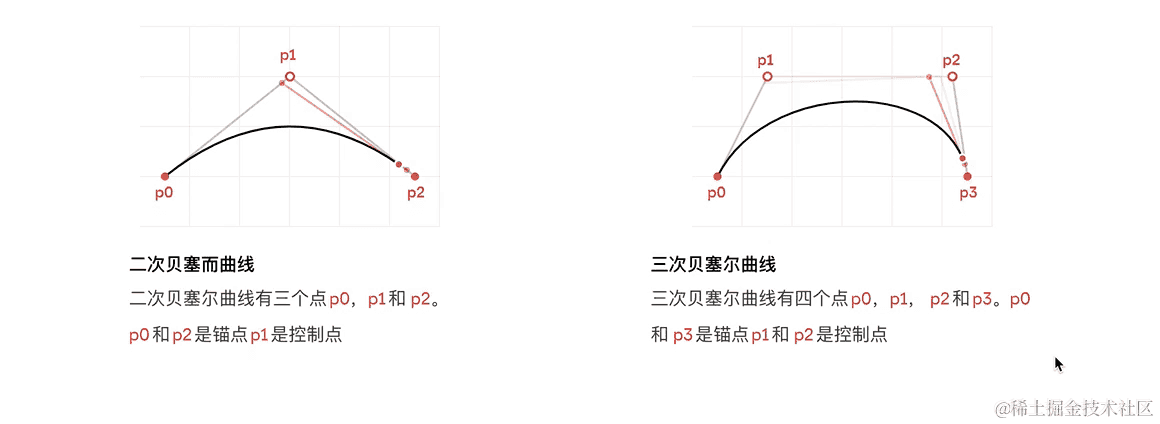 p1
p0
p2
二次贝塞而曲线
二次贝塞尔曲线有三个点p0，p1和 p2。
p0和p2是锚点p1是控制点
p1
p2
p0
p3
三次贝塞尔曲线
三次贝塞尔曲线有四个点p0，p1， p2和p3。p0
和 p3是锚点p1和 p2是控制点
@稀土掘金技术社区